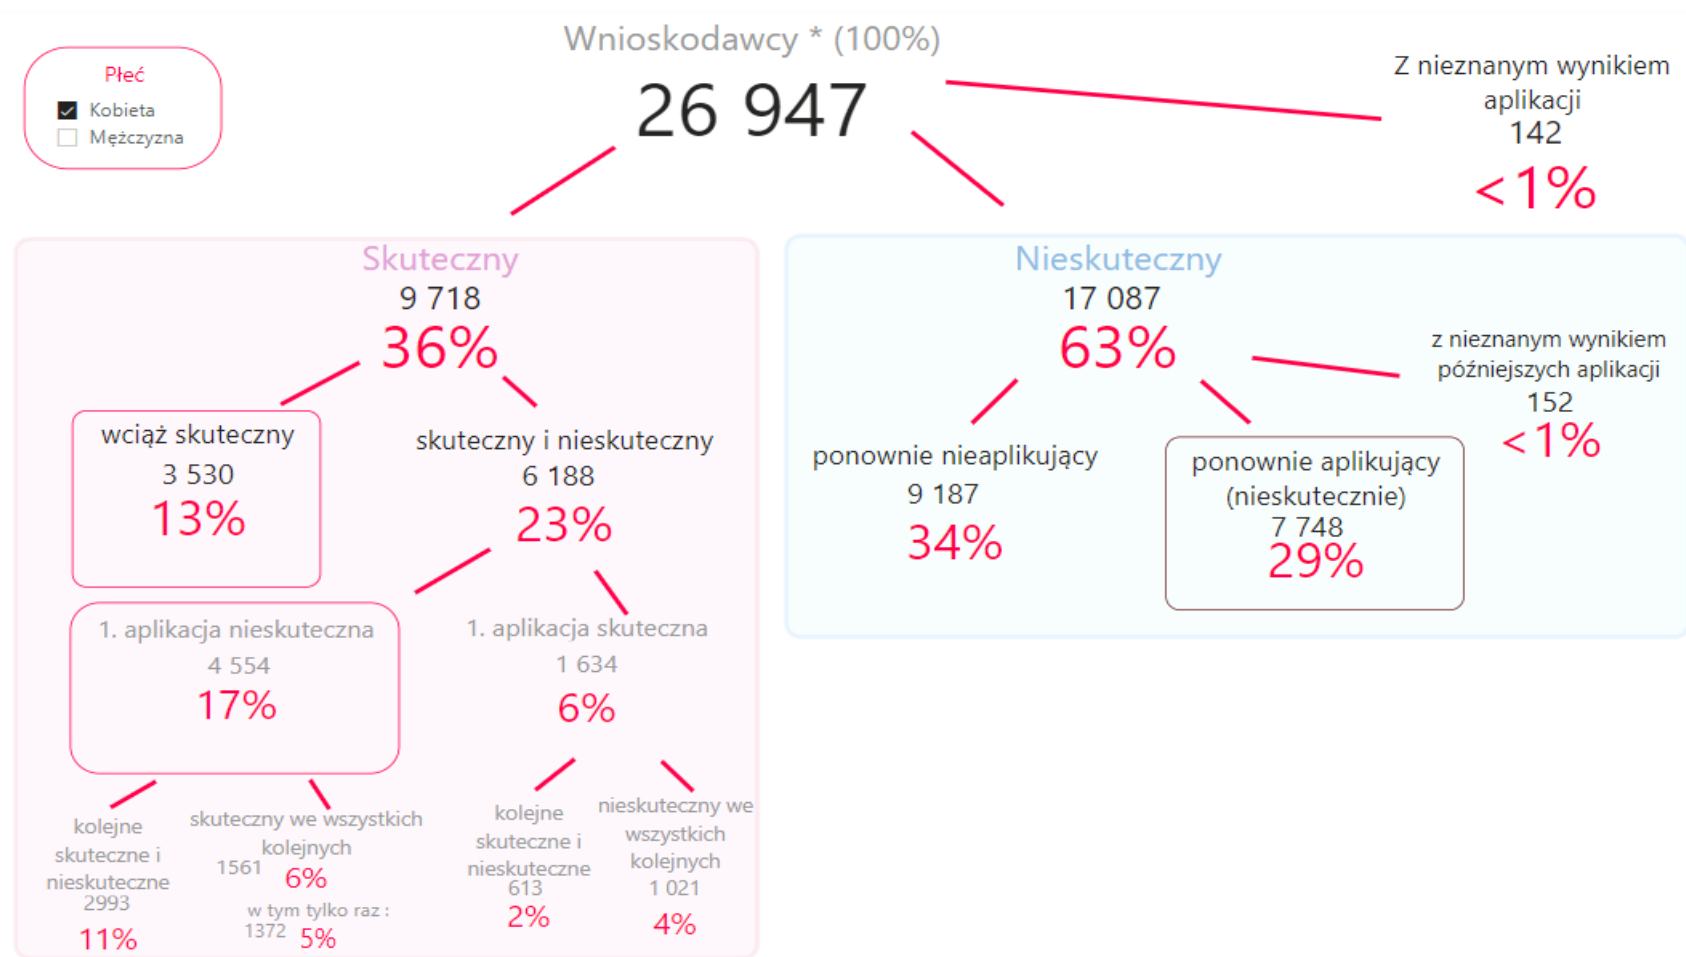 Wnioskodawcy * (100%)
26 947
Płeć
Kobieta
Mężczyzna
Z nieznanym wynikiem
aplikacji
142
<1%
Skuteczny
9 718
36%
wciąż skuteczny
3 530
13%
skuteczny i nieskuteczny
6 188
23%
1. aplikacja nieskuteczna
4 554
17%
1. aplikacja skuteczna
1 634
6%
kolejne
skuteczne i
nieskuteczne
2993
11%
skuteczny we wszystkich
kolejnych
1561 6%
w tym tylko raz :
1372 5%
kolejne
skuteczne i
nieskuteczne
613
2%
nieskuteczny we
wszystkich
kolejnych
1 021
4%
Nieskuteczny
17 087
63%
ponownie nieaplikujący
9 187
34%
ponownie aplikujący
(nieskutecznie)
7 748
29%
z nieznanym wynikiem
późniejszych aplikacji
152
<1%